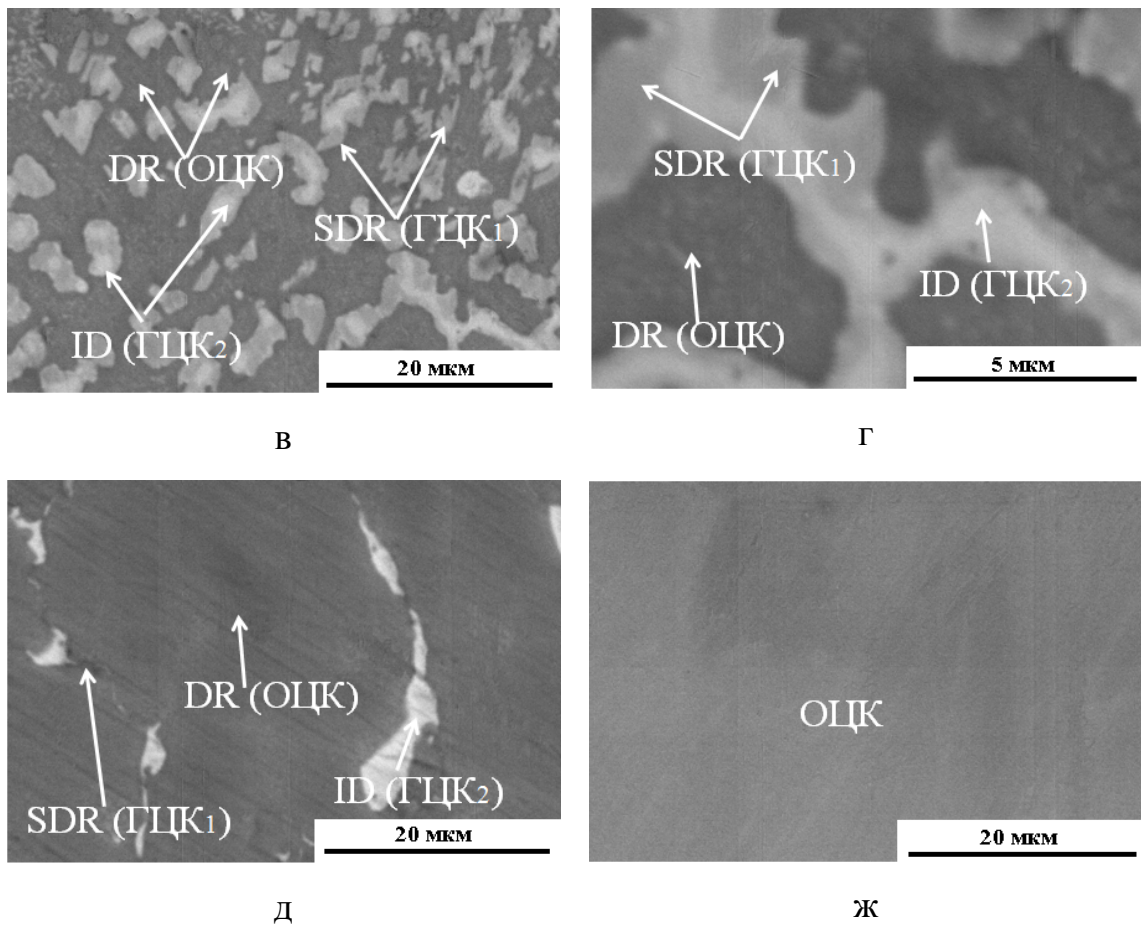 DR (ОЦК)
SDR (ГЦК1)
ID (ГЦК2)
20 мкм
в
SDR (ГЦК1)
ID (ГЦК2)
DR (ОЦК)
5 мкм
г
DR (ОЦК)
ID (ГЦК2)
SDR (ГЦК1)
20 мкм
д
ОЦК
20 мкм
ж